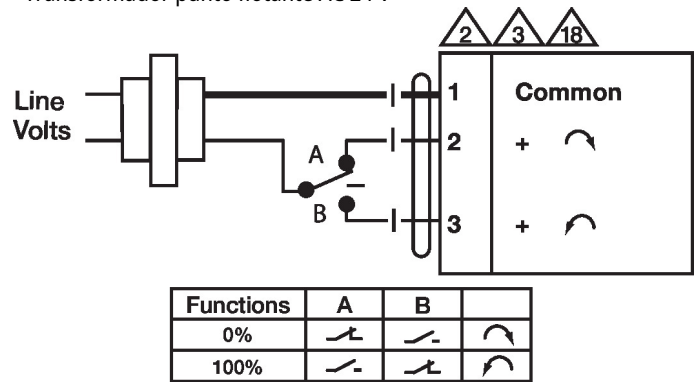 2 3 18
Line
Volts
A
B
1 Common
2 +
3 +
Functions A B
0%
100%